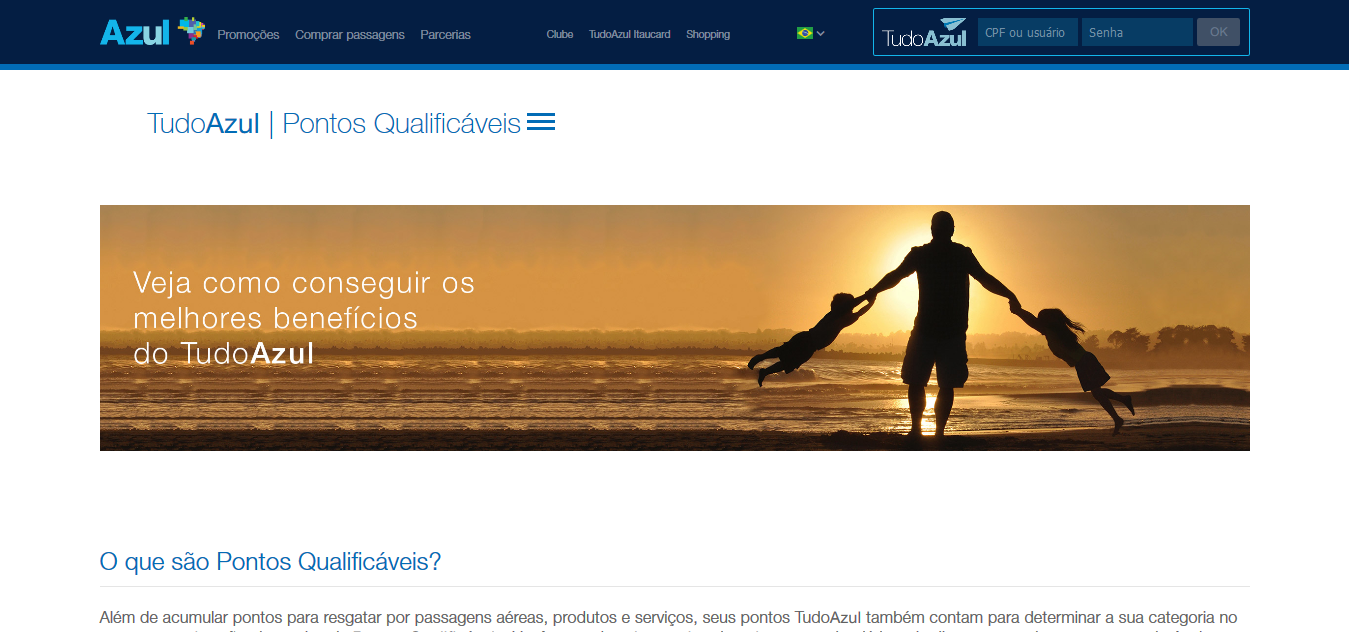 Azul
Promoções Comprar passagens Parcerias
Clube TudoAzul Itaucard Shopping
TudoAzul CPF ou usuário Senha OK
TudoAzul | Pontos Qualificáveis
Veja como conseguir os
melhores benefícios
do TudoAzul
O que são Pontos Qualificáveis?
Além de acumular pontos para resgatar por passagens aéreas, produtos e serviços, seus pontos TudoAzul também contam para determinar a sua categoria no